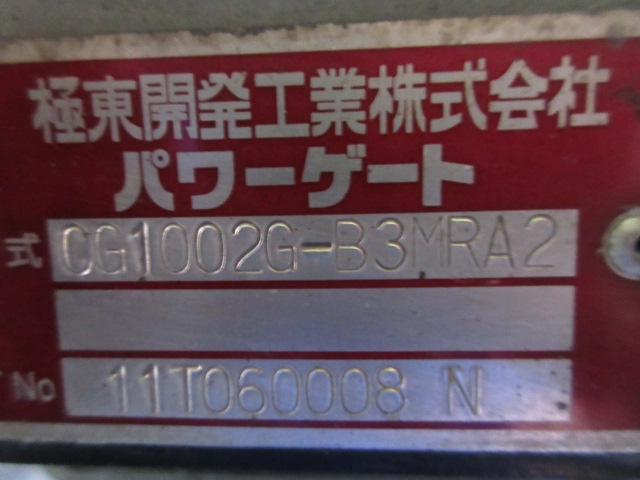 極東開発工業株式会社
パワーゲート
式 CG1002G-B3MRA2
No 11T060008 N